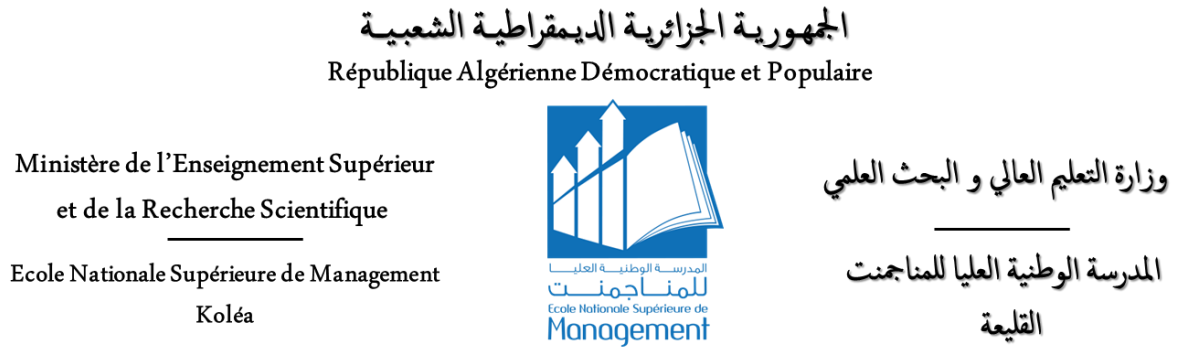 الجمهورية الجزائرية الديمقراطية الشعبية
République Algérienne Démocratique et Populaire
Ministère de l’Enseignement Supérieur
et de la Recherche Scientifique
Ecole Nationale Supérieure de Management
Koléa
المدرسة الوطنية العليا
للمناجمنت
Ecole Nationale Supérieure de
Management
وزارة التعليم العالي و البحث العلمي
المدرسة الوطنية العليا للمناجمنت
القليعة